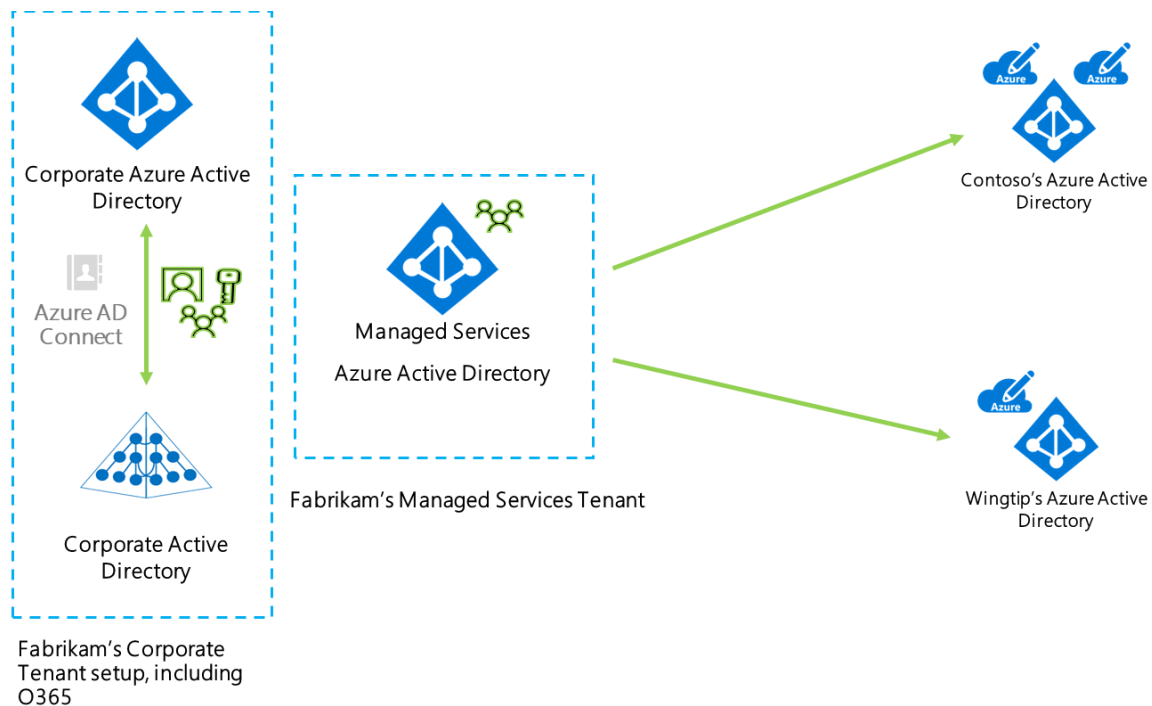 Corporate Azure Active
Directory
Azure AD
Connect
Corporate Active
Directory
Fabrikam's Corporate
Tenant setup, including
O365
Managed Services
Azure Active Directory
Fabrikam's Managed Services Tenant
Azure
Azure
Contoso's Azure Active
Directory
Azure
Wingtip's Azure Active
Directory